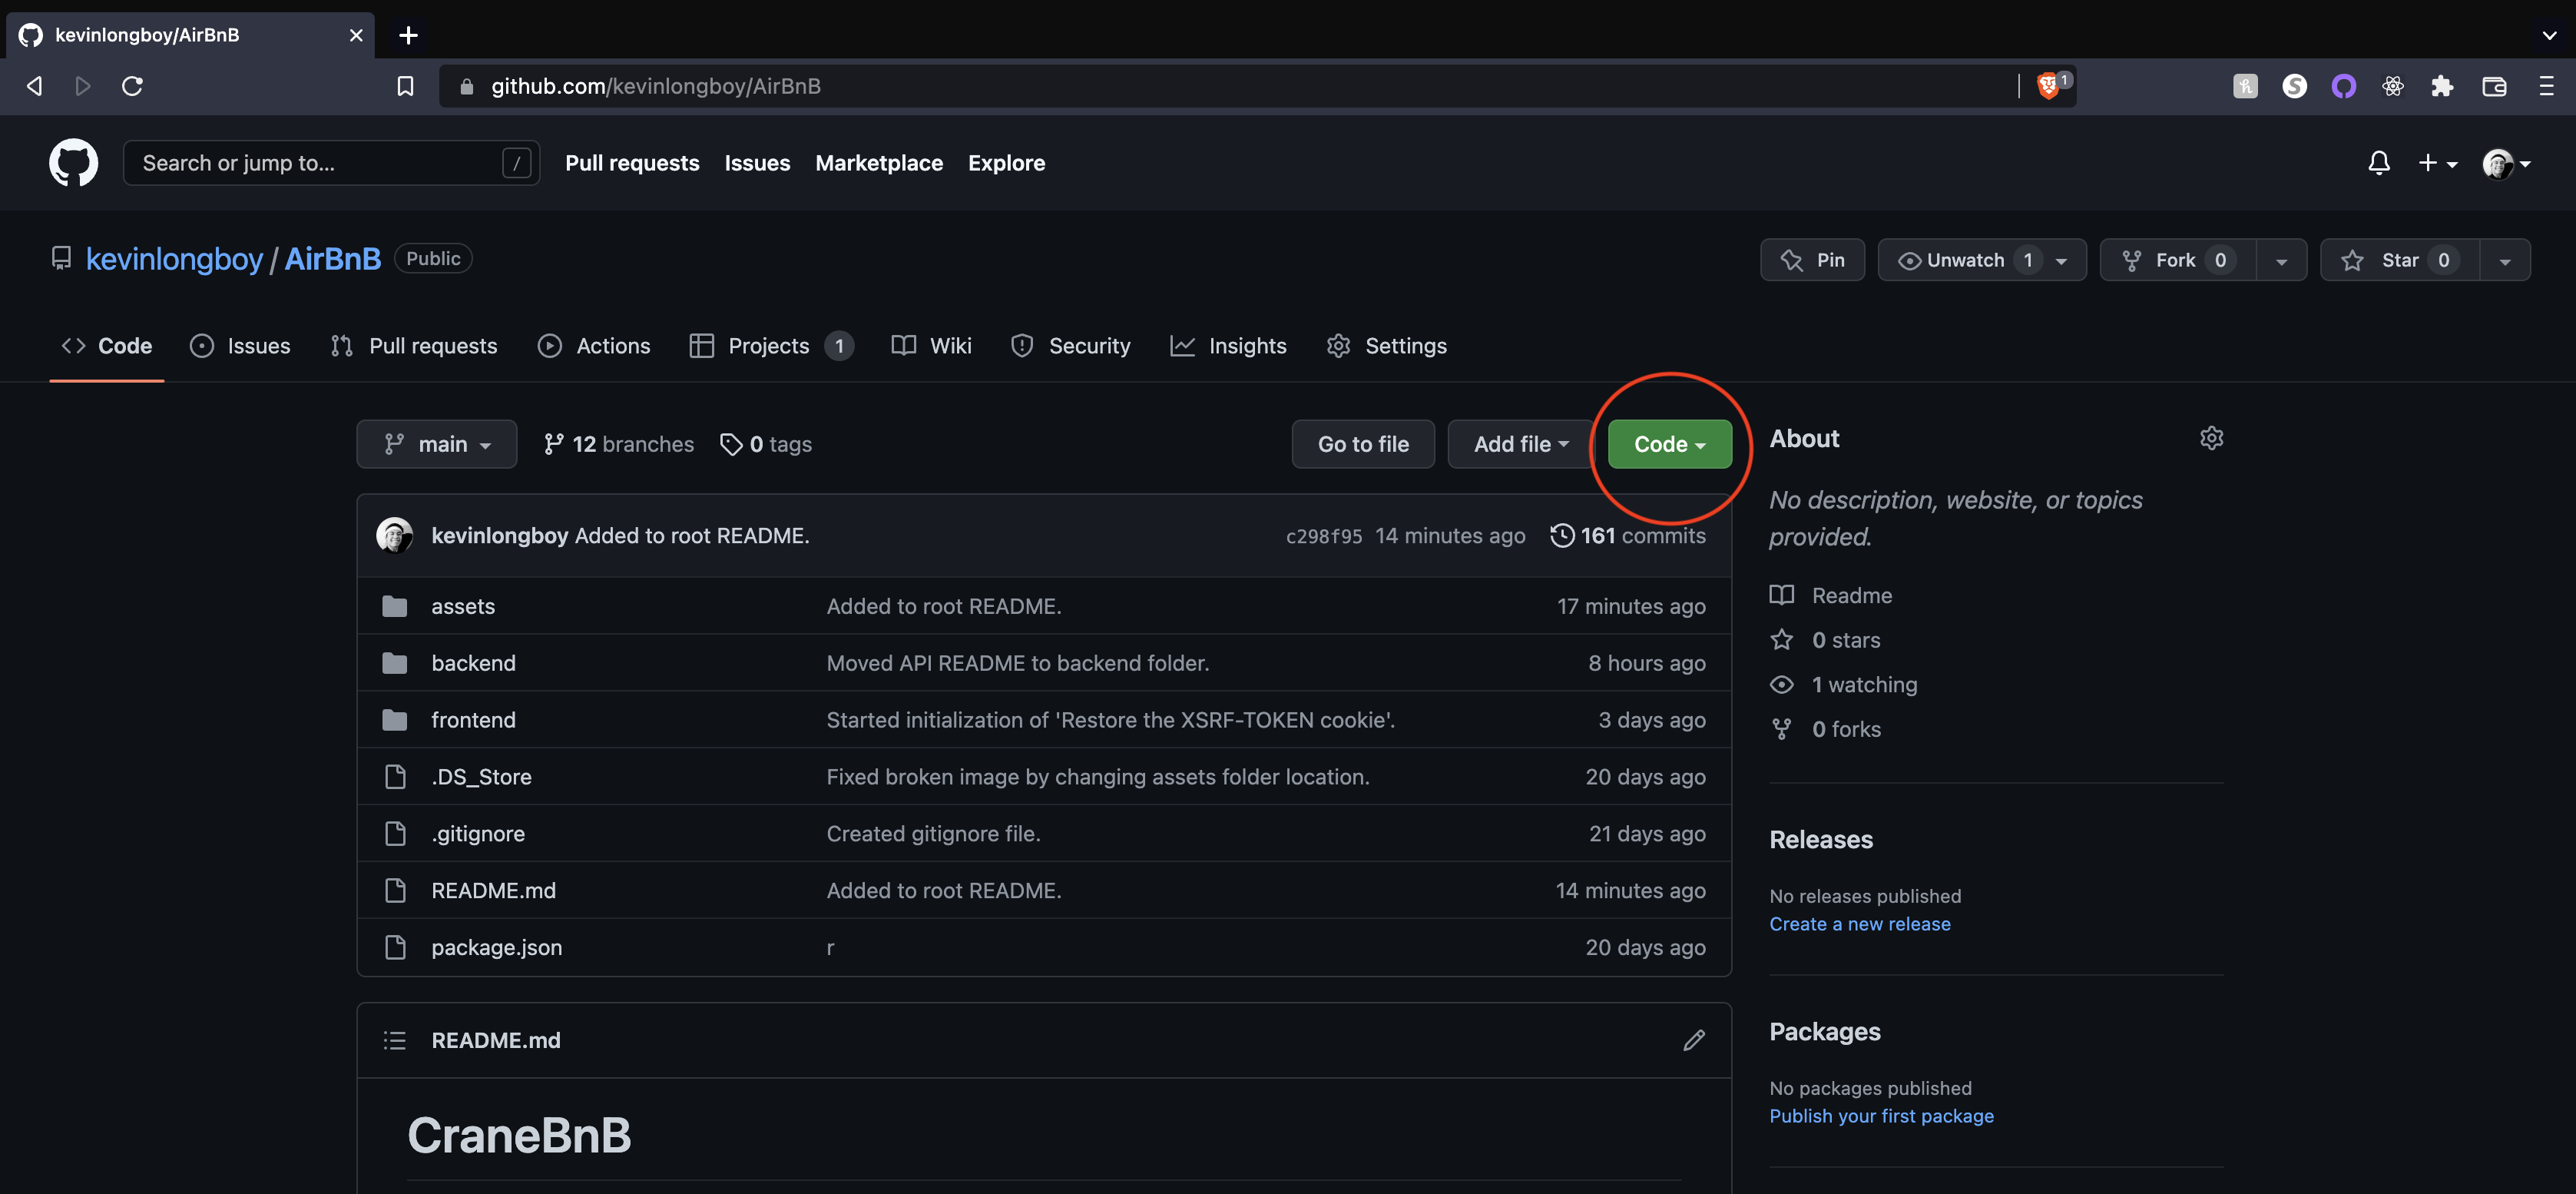 kevinlongboy/AirBnB
github.com/kevinlongboy/AirBnB
1
Search or jump to... /
Pull requests Issues Marketplace Explore
kevinlongboy / AirBnB Public
Pin Unwatch 1 Fork 0 Star 0
Code Issues Pull requests Actions Projects 1 Wiki Security Insights Settings
main 12 branches 0 tags Go to file Add file Code
kevinlongboy Added to root README. c298f95 14 minutes ago 161 commits
assets Added to root README. 17 minutes ago
backend Moved API README to backend folder. 8 hours ago
frontend Started initialization of 'Restore the XSRF-TOKEN cookie'. 3 days ago
.DS_Store Fixed broken image by changing assets folder location. 20 days ago
.gitignore Created gitignore file. 21 days ago
README.md Added to root README. 14 minutes ago
package.json r 20 days ago
README.md
CraneBnB
About
No description, website, or topics
provided.
Readme
0 stars
1 watching
0 forks
Releases
No releases published
Create a new release
Packages
No packages published
Publish your first package